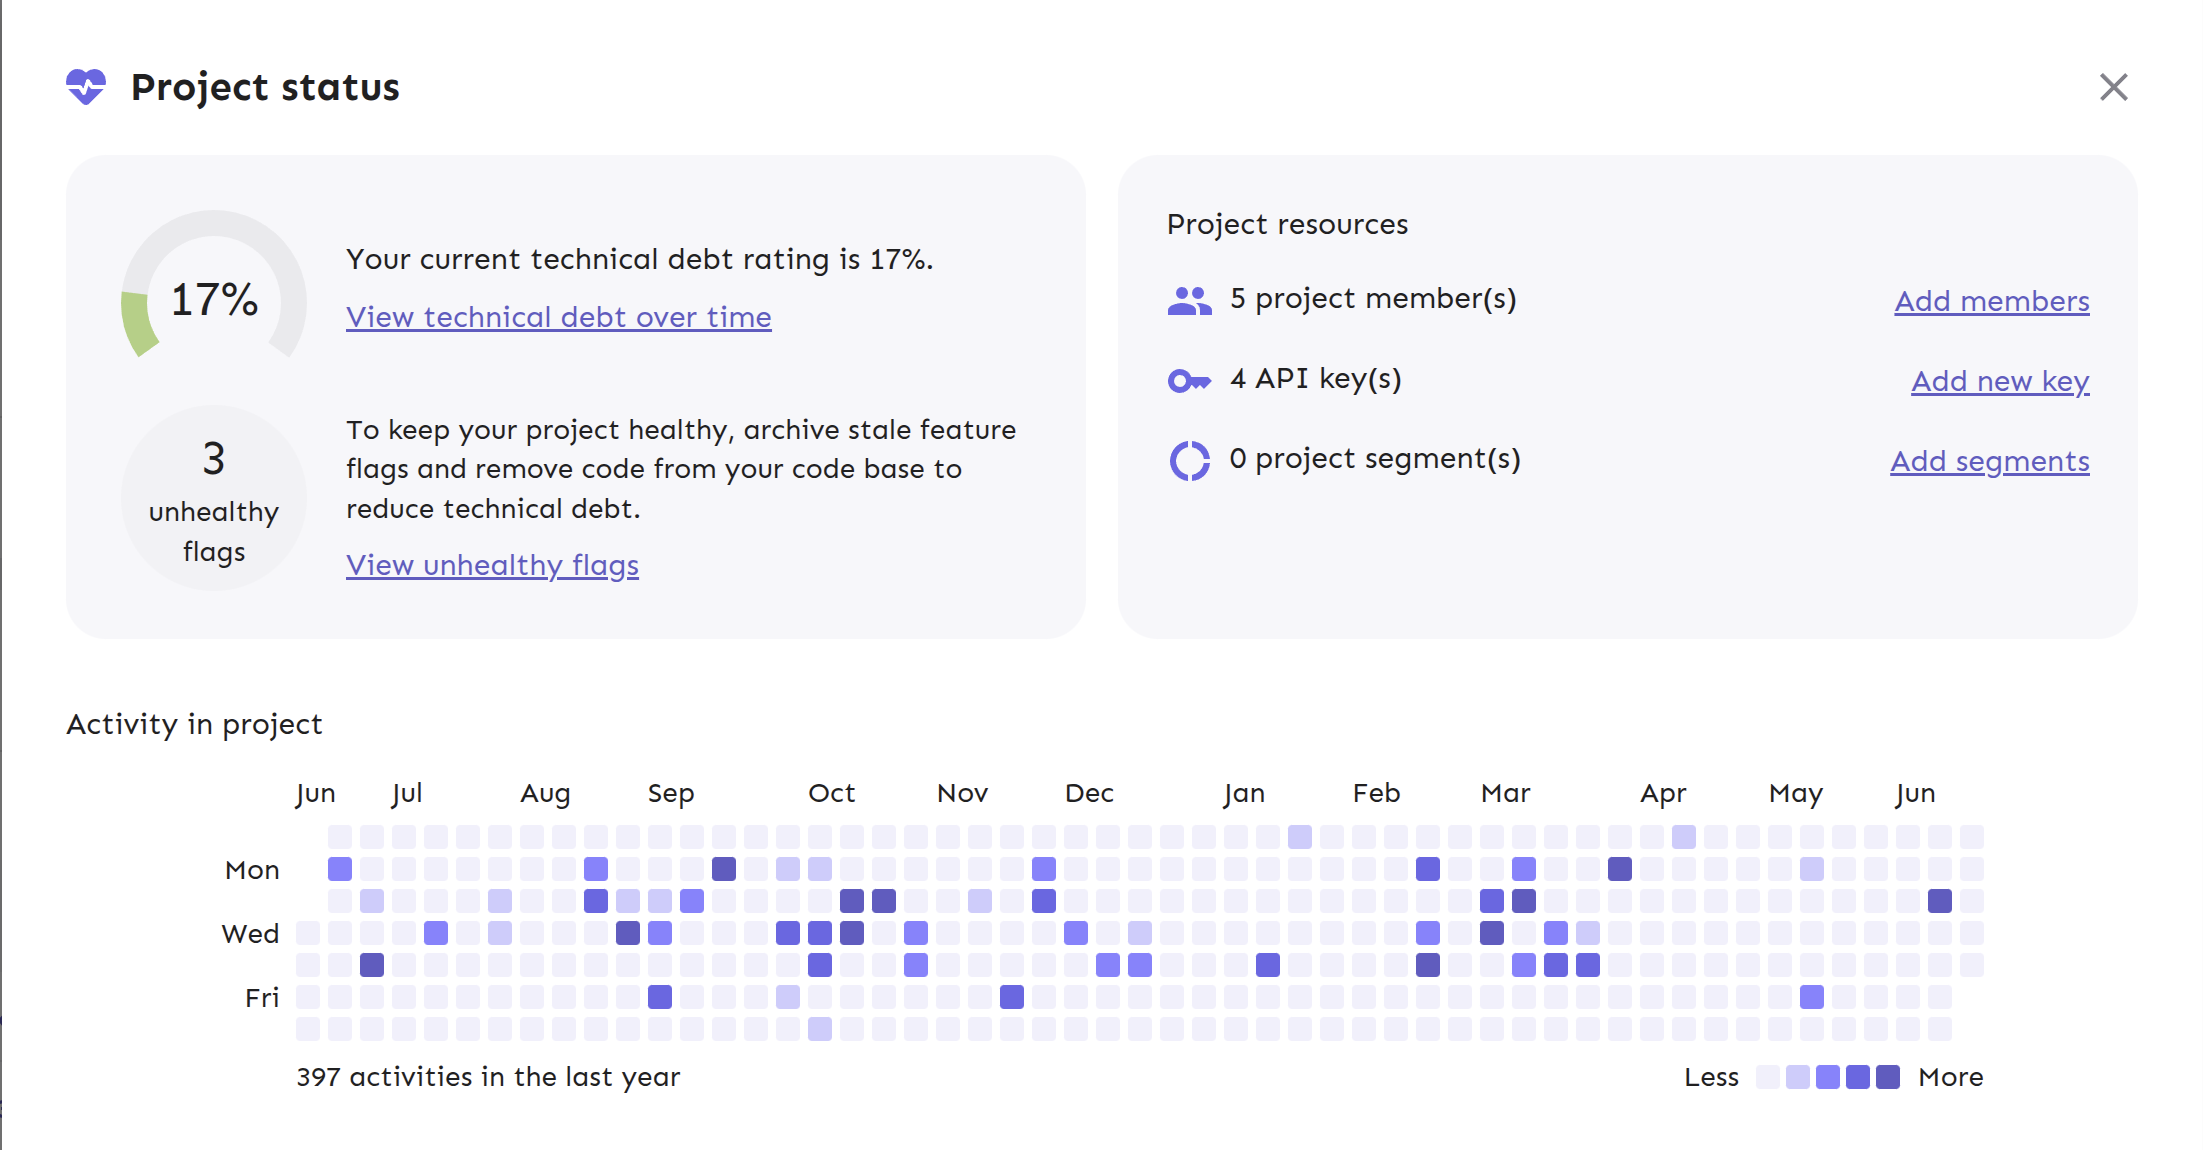 Project status
17%
Your current technical debt rating is 17%.
View technical debt over time
3
unhealthy
flags
To keep your project healthy, archive stale feature
flags and remove code from your code base to
reduce technical debt.
View unhealthy flags
Project resources
5 project member(s)
Add members
4 API key(s)
Add new key
0 project segment(s)
Add segments
Activity in project
Jun Jul Aug Sep Oct Nov Dec Jan Feb Mar Apr May Jun
Mon
Wed
Fri
397 activities in the last year
Less More